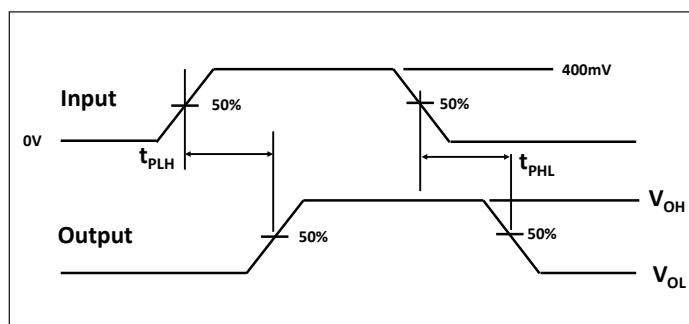 400mV
Input
50%
50%
0V
tPLH
tPHL
VOH
Output
50%
50%
VOL